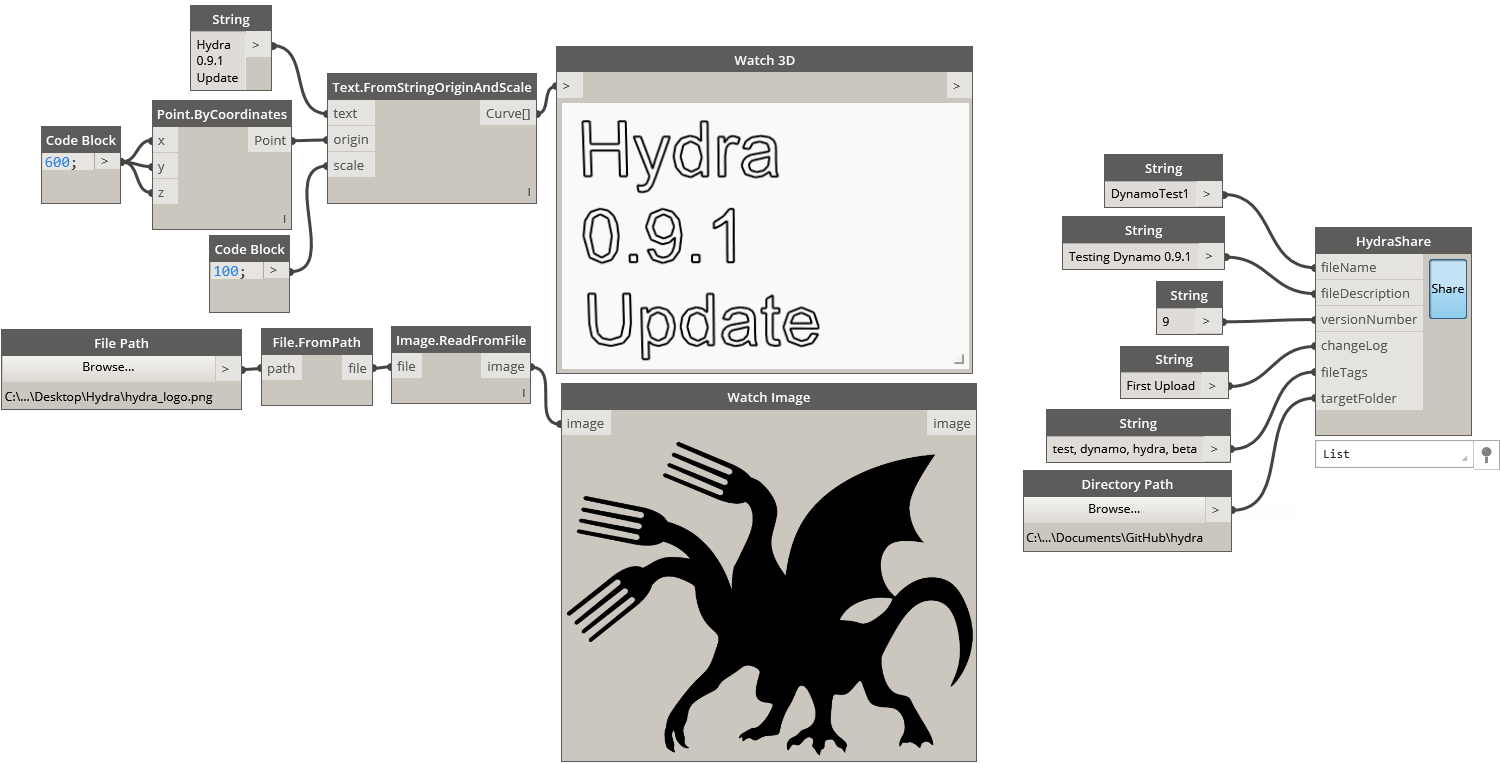 String
Hydra
0.9.1
Update
>
Text.FromStringOriginAndScale
text
origin
scale
Curve[]
l
Point.ByCoordinates
x
y
z
Point
l
Code Block
600;
>
Code Block
100;
>
Watch 3D
>
>
Hydra
0.9.1
Update
File Path
Browse...
>
C:\...\Desktop\Hydra\hydra_logo.png
File.FromPath
path
file
Image.ReadFromFile
file
image
l
Watch Image
image
image
String
DynamoTest1
>
String
Testing Dynamo 0.9.1
>
String
9
>
String
First Upload
>
String
test, dynamo, hydra, beta
>
Directory Path
Browse...
>
C:\...\Documents\GitHub\hydra
HydraShare
fileName
fileDescription
versionNumber
changeLog
fileTags
targetFolder
Share
List